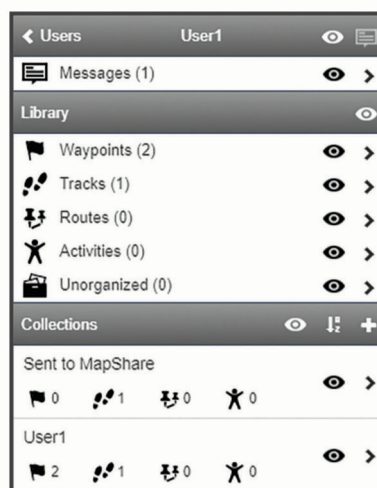 Users User1
Messages (1)
Library
Waypoints (2)
Tracks (1)
Routes (0)
Activities (0)
Unorganized (0)
Collections
Sent to MapShare
0 1 0 0
User1
2 1 0 0